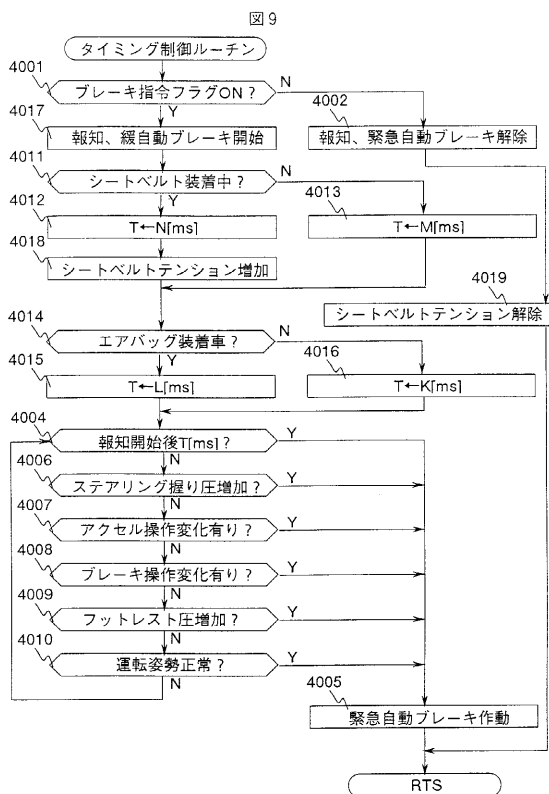 図9
タイミング制御ルーチン
4001
ブレーキ指令フラグON?
N
Y
4017
報知、緩自動ブレーキ開始
4002
報知、緊急自動ブレーキ解除
4011
シートベルト装着中?
N
Y
4012
T←N[ms]
4013
T←M[ms]
4018
シートベルトテンション増加
4019
シートベルトテンション解除
4014
エアバッグ装着車?
N
Y
4015
T←L[ms]
4016
T←K[ms]
4004
報知開始後T[ms]?
Y
N
4006
ステアリング握り圧増加?
Y
N
4007
アクセル操作変化有り?
Y
N
4008
ブレーキ操作変化有り?
Y
N
4009
フットレスト圧増加?
Y
N
4010
運転姿勢正常?
Y
N
4005
緊急自動ブレーキ作動
RTS